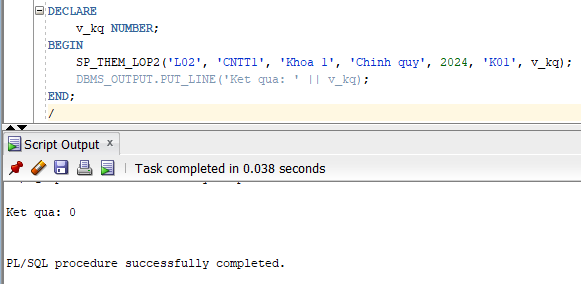 DECLARE
v_kq NUMBER;
BEGIN
SP_THEM_LOP2('L02', 'CNTT1', 'Khoa 1', 'Chinh quy', 2024, 'K01', v_kq);
DBMS_OUTPUT.PUT_LINE('Ket qua: ' || v_kq);
END;
/
Script Output x
Task completed in 0.038 seconds
Ket qua: 0
PL/SQL procedure successfully completed.